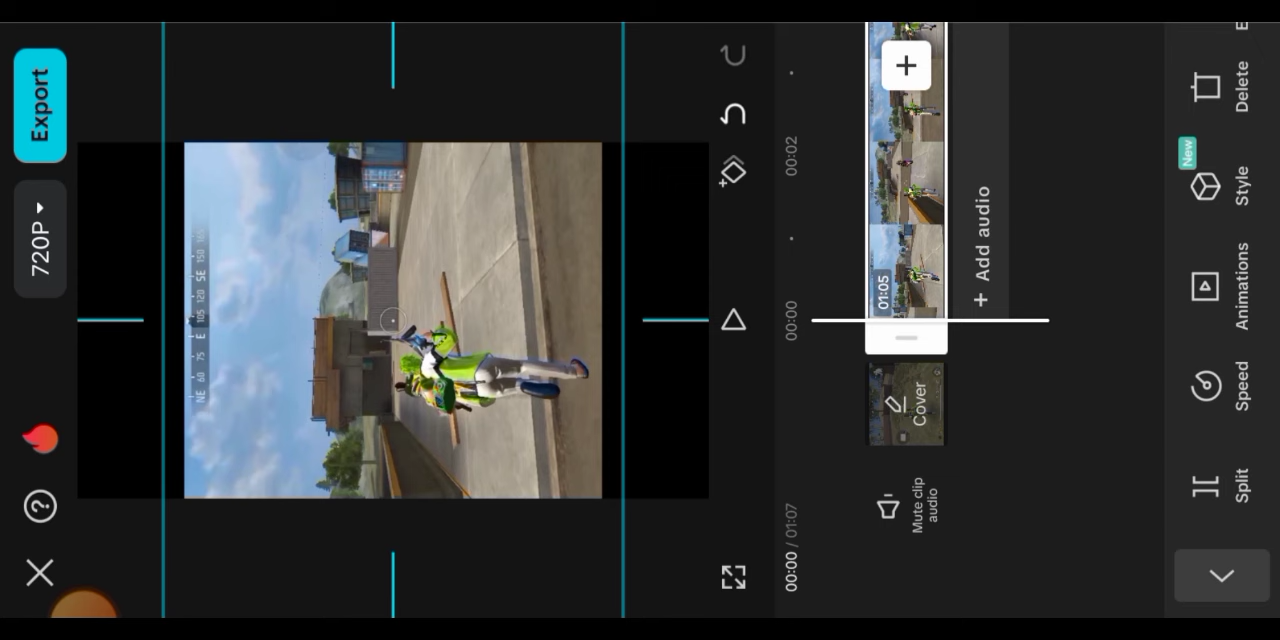 ?
720P
Export
NE 60 75 E 105 120 SE 150
00:00 / 01:07
00:00
00:02
Mute clip
audio
Cover
01:05
+ Add audio
Split
Speed
Animations
Style
New
Delete